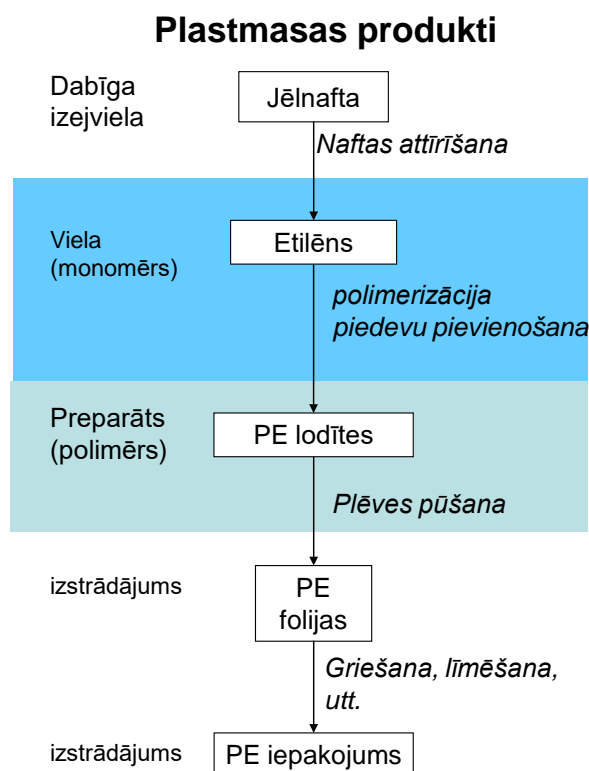 Plastmasas produkti
Dabīga
izejviela
Jēlnafta
Naftas attīrīšana
Viela
(monomērs)
Etilēns
polimerizācija
piedevu pievienošana
Preparāts
(polimērs)
PE lodītes
Plēves pūšana
izstrādājums
PE
folijas
Griešana, līmēšana,
utt.
izstrādājums
PE iepakojums